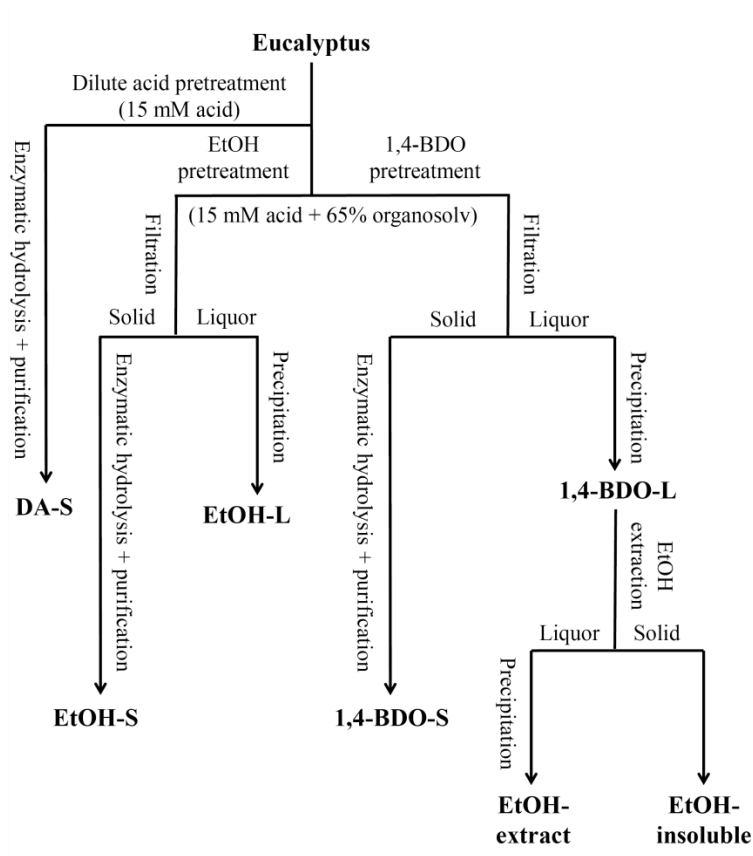 Eucalyptus
Dilute acid pretreatment
(15 mM acid)
EtOH
pretreatment
1,4-BDO
pretreatment
(15 mM acid + 65% organosolv)
Enzymatic hydrolysis + purification
Filtration
Filtration
Solid
Liquor
Solid
Liquor
Enzymatic hydrolysis + purification
Precipitation
Enzymatic hydrolysis + purification
Precipitation
DA-S
EtOH-L
1,4-BDO-L
EtOH
extraction
Liquor
Solid
Precipitation
EtOH-S
1,4-BDO-S
EtOH-
extract
EtOH-
insoluble